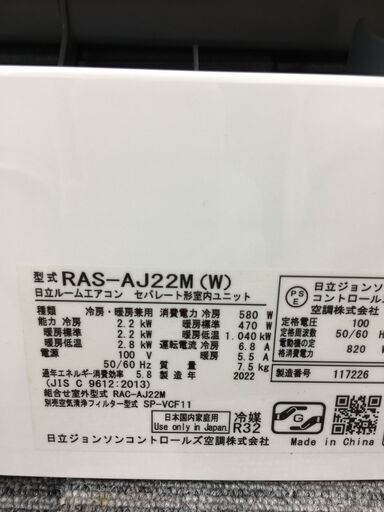 型式 RAS-AJ22M(W)
日立ルームエアコン セパレート形室内ユニット
種類 冷房・暖房兼用
能力 冷房 2.2 kW
暖房標準 2.2 kW
暖房低温 2.8 kW
電源 100 V
50/60 Hz
消費電力 冷房 580 W
暖房標準 470 W
暖房低温 1.040 kW
運転電流 冷房 6.8 A
暖房 5.5 A
質量 7.5 kg
通年エネルギー消費効率 5.8
製造年 2022
(JIS C 9612:2013)
組合せ室外型式 RAC-AJ22M
別売空気清浄フィルター型式 SP-VCF11
日本国内家庭用
Use only in Japan.
冷媒
R32
日立ジョンソンコントロールズ空調株式会社
PS
E
日立ジョンソン
コントロールズ
空調株式会社
定格電圧 100
定格周波数 50/60 H
電動機の定
格消費電力 820 W
製造番号 117226
G
Made in China